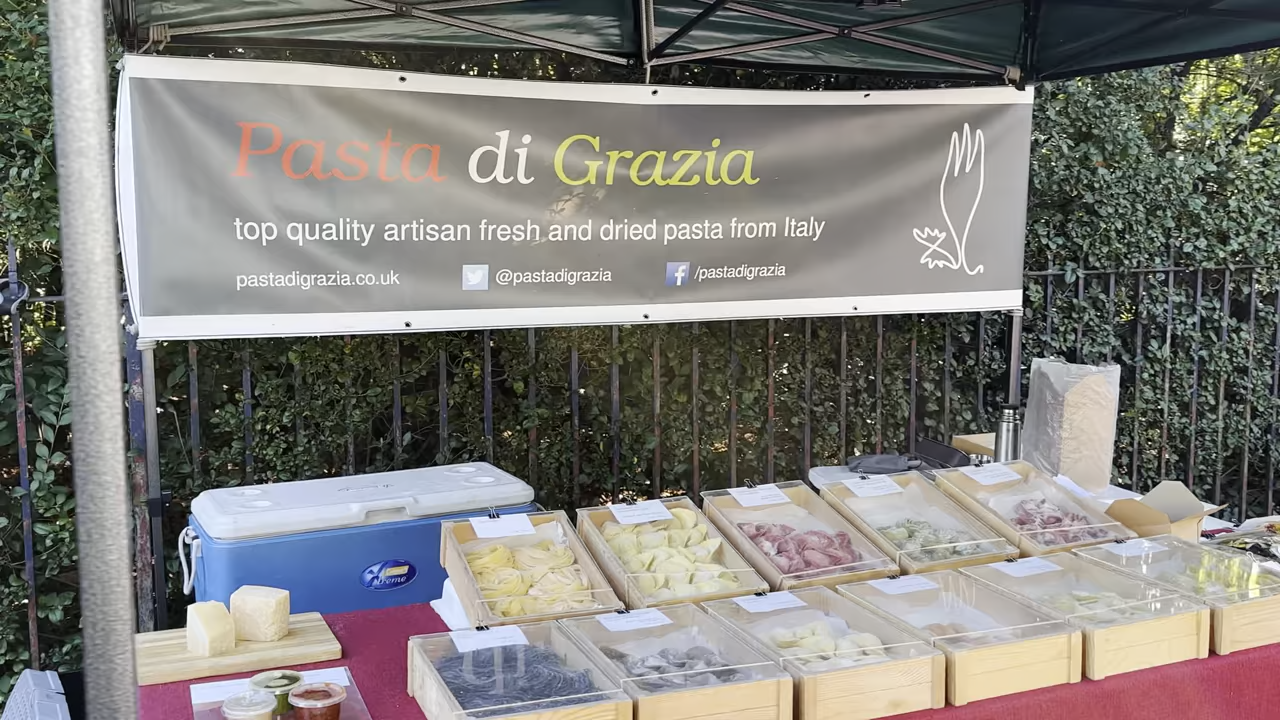 Pasta di Grazia
top quality artisan fresh and dried pasta from Italy
pastadigrazia.co.uk @pastadigrazia /pastadigrazia
Xtreme